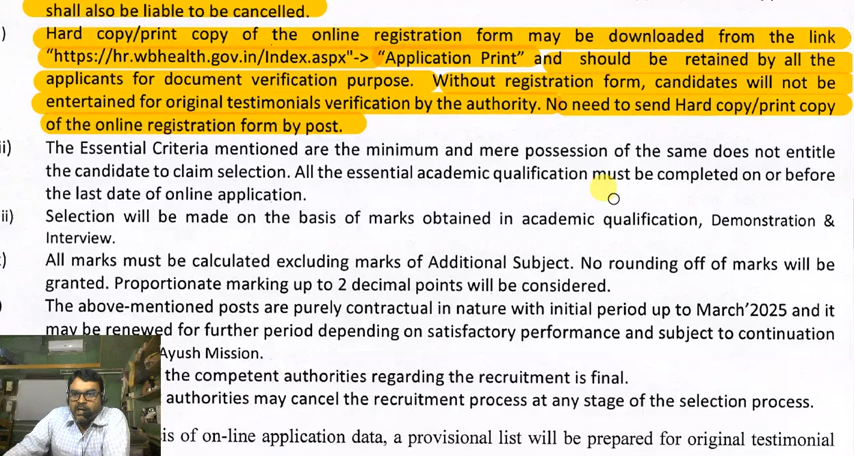 shall also be liable to be cancelled.
) Hard copy/print copy of the online registration form may be downloaded from the link
"https://hr.wbhealth.gov.in/Index.aspx"-> "Application Print" and should be retained by all the
applicants for document verification purpose. Without registration form, candidates will not be
entertained for original testimonials verification by the authority. No need to send Hard copy/print copy
of the online registration form by post.
ii) The Essential Criteria mentioned are the minimum and mere possession of the same does not entitle
the candidate to claim selection. All the essential academic qualification must be completed on or before
the last date of online application.
ii) Selection will be made on the basis of marks obtained in academic qualification, Demonstration &
Interview.
:) All marks must be calculated excluding marks of Additional Subject. No rounding off of marks will be
granted. Proportionate marking up to 2 decimal points will be considered.
) The above-mentioned posts are purely contractual in nature with initial period up to March'2025 and it
may be renewed for further period depending on satisfactory performance and subject to continuation
Ayush Mission.
the competent authorities regarding the recruitment is final.
authorities may cancel the recruitment process at any stage of the selection process.
is of on-line application data, a provisional list will be prepared for original testimonial